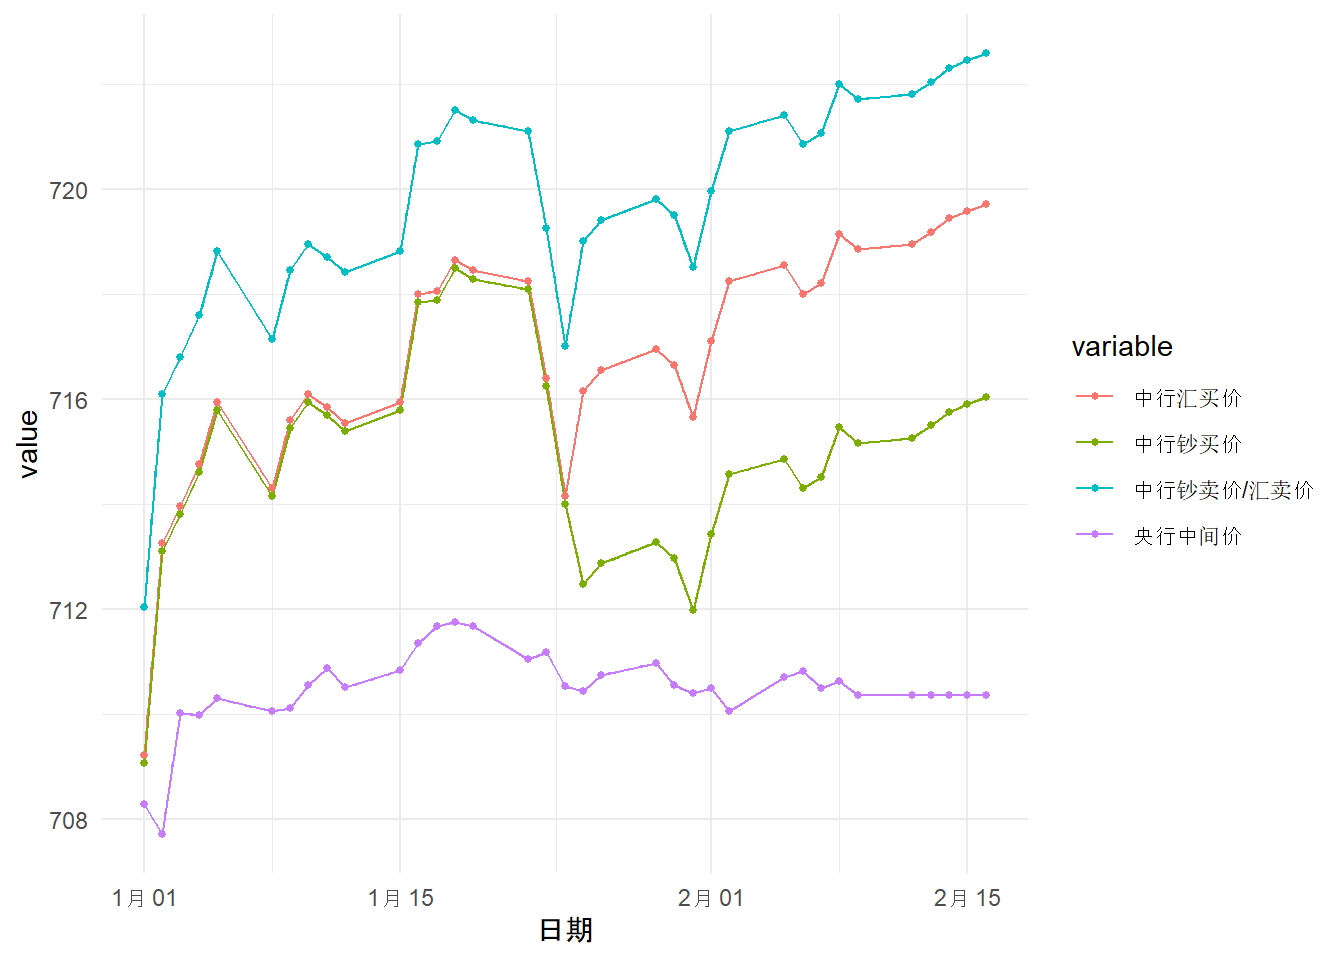 value
720
716
712
708
1月 01
1月 15
2月 01
2月 15
日期
variable
中行汇买价
中行钞买价
中行钞卖价/汇卖价
央行中间价